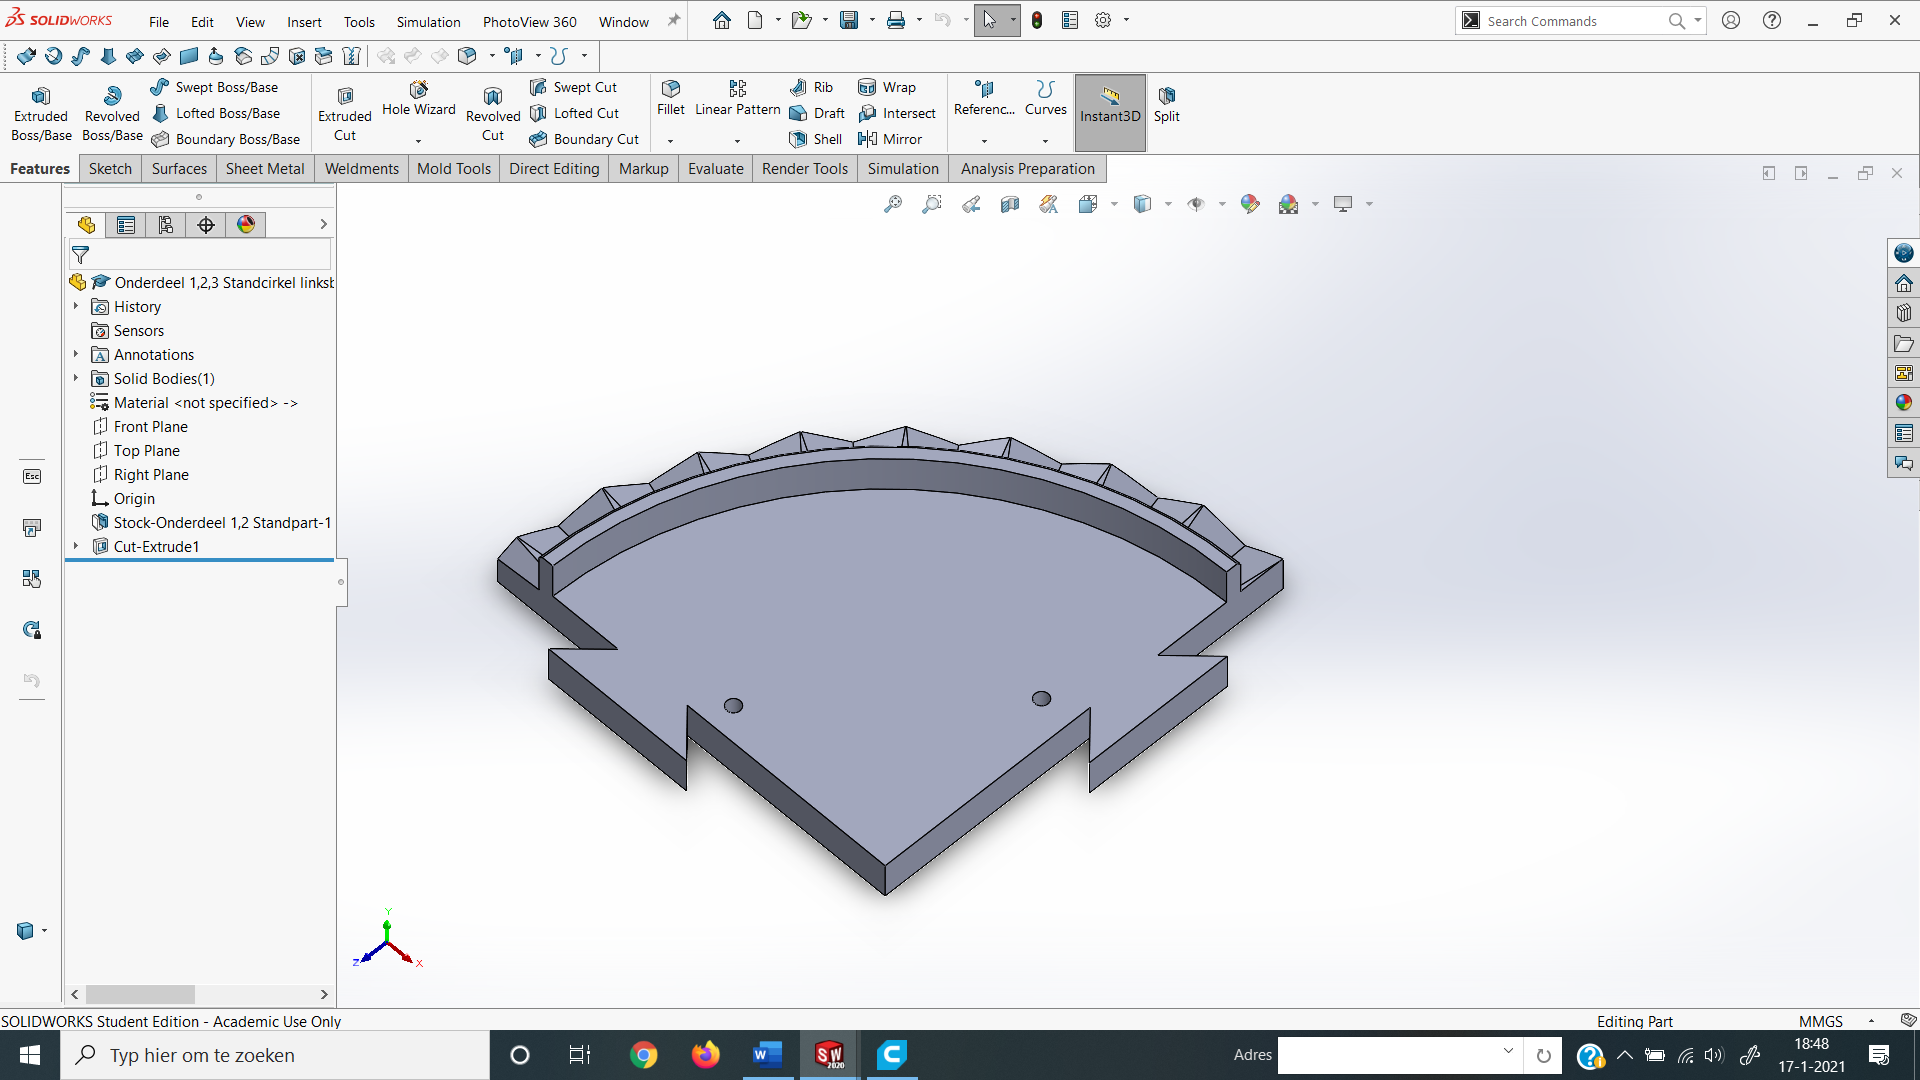 SOLIDWORKS File Edit View Insert Tools Simulation PhotoView 360 Window Search Commands
Extruded Boss/Base
Revolved Boss/Base
Swept Boss/Base
Lofted Boss/Base
Boundary Boss/Base
Extruded Cut
Hole Wizard
Revolved Cut
Swept Cut
Lofted Cut
Boundary Cut
Fillet
Linear Pattern
Rib
Draft
Shell
Wrap
Intersect
Mirror
Referenc...
Curves
Instant3D
Split
Features Sketch Surfaces Sheet Metal Weldments Mold Tools Direct Editing Markup Evaluate Render Tools Simulation Analysis Preparation
Onderdeel 1,2,3 Standcirkel linksb
History
Sensors
Annotations
Solid Bodies(1)
Material <not specified> ->
Front Plane
Top Plane
Right Plane
Origin
Stock-Onderdeel 1,2 Standpart-1
Cut-Extrude1
Esc
Y
Z
X
SOLIDWORKS Student Edition - Academic Use Only Editing Part MMGS
Typ hier om te zoeken
W
SW
2020
Adres
18:48
17-1-2021